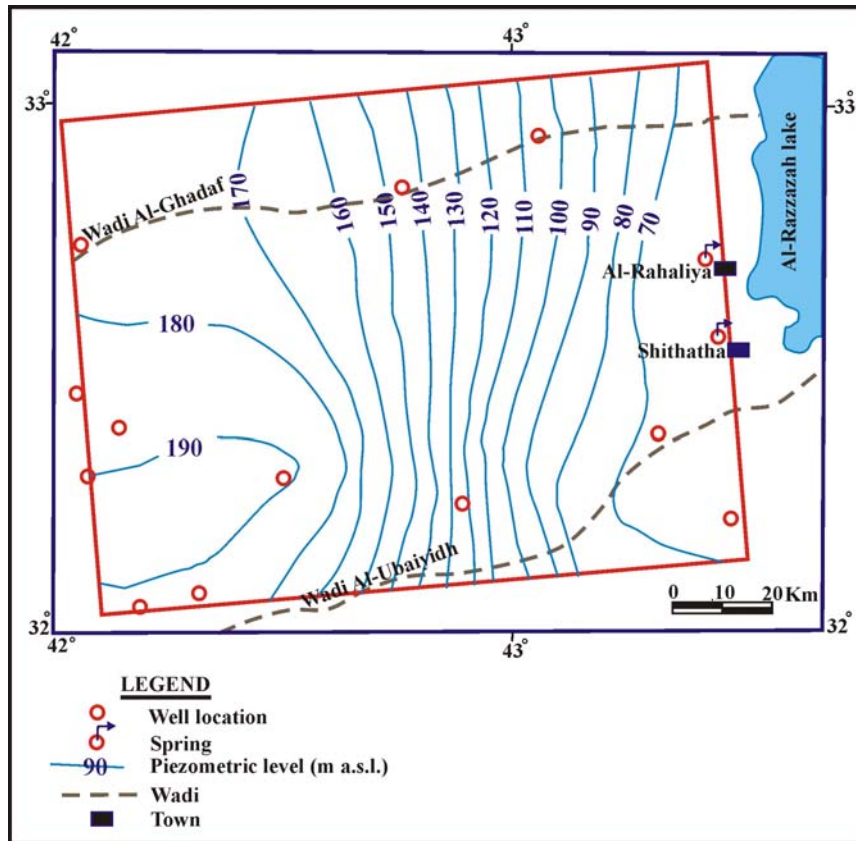 42°
43°
33°
33°
Al-Razzazah lake
Wadi Al-Ghadaf
170
160
150
140
130
120
110
100
90
80
70
Al-Rahaliya
Shithatha
180
190
Wadi Al-Ubaiyidh
0 10 20 Km
32°
32°
42°
43°
LEGEND
Well location
Spring
90 Piezometric level (m a.s.l.)
Wadi
Town